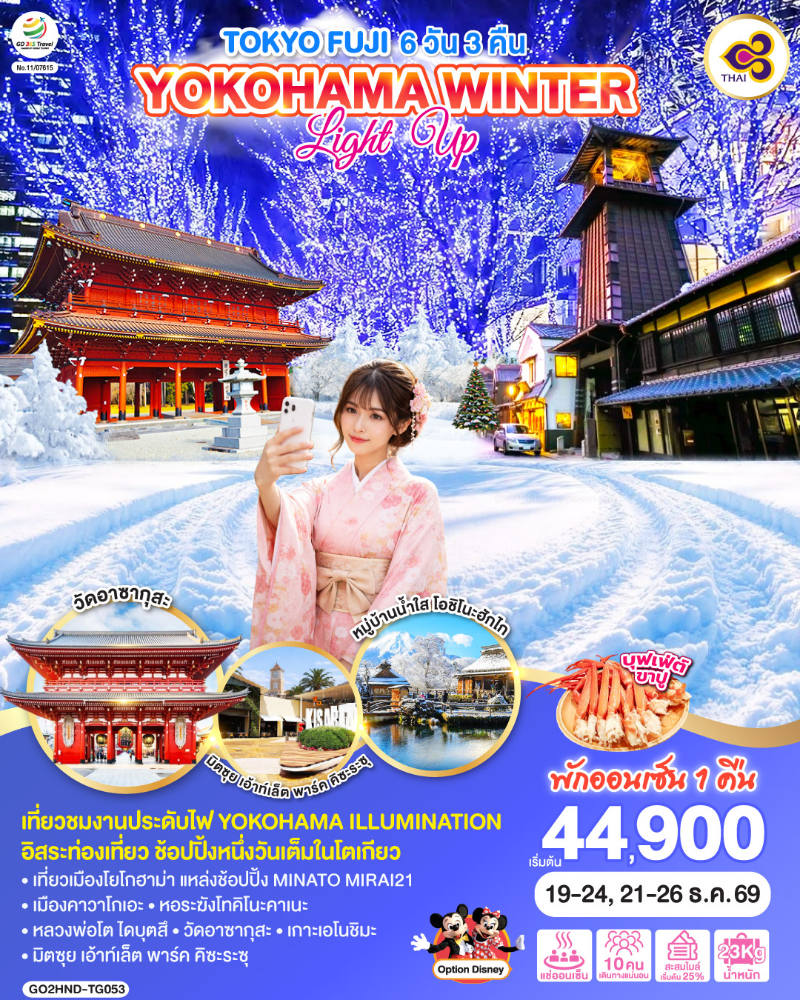 GO 365 Travel
Leaders in Global Tourism
No.11/07615
THAI
TOKYO FUJI 6 วัน 3 คืน
YOKOHAMA WINTER
Light Up
วัดอาซากุสะ
หมู่บ้านน้ำใส โอชิโนะฮักไก
มิตซุย เอ้าท์เล็ต พาร์ค คิซะระซุ
บุฟเฟ่ต์
ขาปู
พักออนเซ็น 1 คืน
เริ่มต้น 44,900
19-24, 21-26 ธ.ค. 69
เที่ยวชมงานประดับไฟ YOKOHAMA ILLUMINATION
อิสระท่องเที่ยว ช้อปปิ้งหนึ่งวันเต็มในโตเกียว
• เที่ยวเมืองโยโกฮาม่า แหล่งช้อปปิ้ง MINATO MIRAI21
• เมืองคาวาโกเอะ • หอระฆังโทคิโนะคาเนะ
• หลวงพ่อโต ไดบุตสึ • วัดอาซากุสะ • เกาะเอโนชิมะ
• มิตซุย เอ้าท์เล็ต พาร์ค คิซะระซุ
Option Disney
แช่ออนเซ็น
10 คน
เดินทางแน่นอน
สะสมไมล์
เริ่มต้น 25%
23Kg
น้ำหนัก
GO2HND-TG053